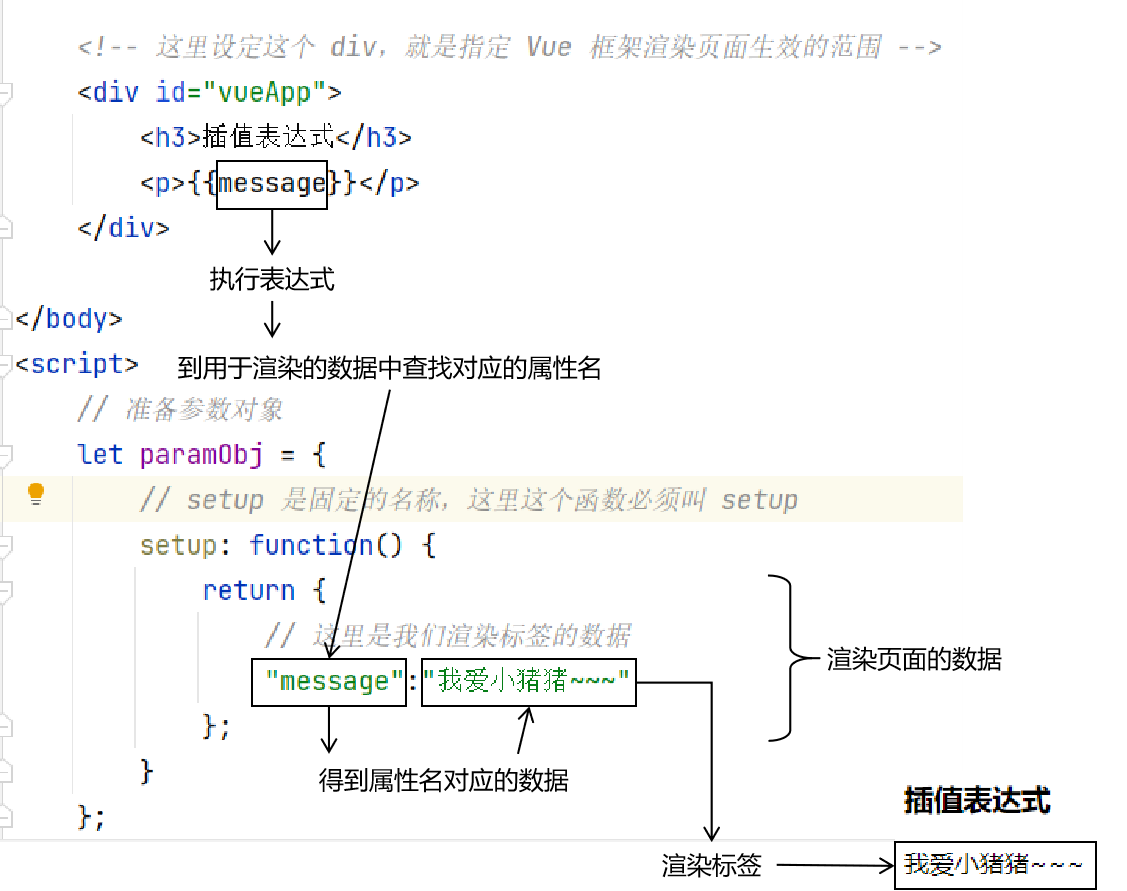 <!-- 这里设定这个 div，就是指定 Vue 框架渲染页面生效的范围 -->
<div id="vueApp">
<h3>插值表达式</h3>
<p>{{message}}</p>
</div>
执行表达式
</body>
<script> 到用于渲染的数据中查找对应的属性名
// 准备参数对象
let paramObj = {
// setup 是固定的名称，这里这个函数必须叫 setup
setup: function() {
return {
// 这里是我们渲染标签的数据
渲染页面的数据
"message":"我爱小猪猪~~~"
};
}
得到属性名对应的数据
};
插值表达式
渲染标签
我爱小猪猪~~~